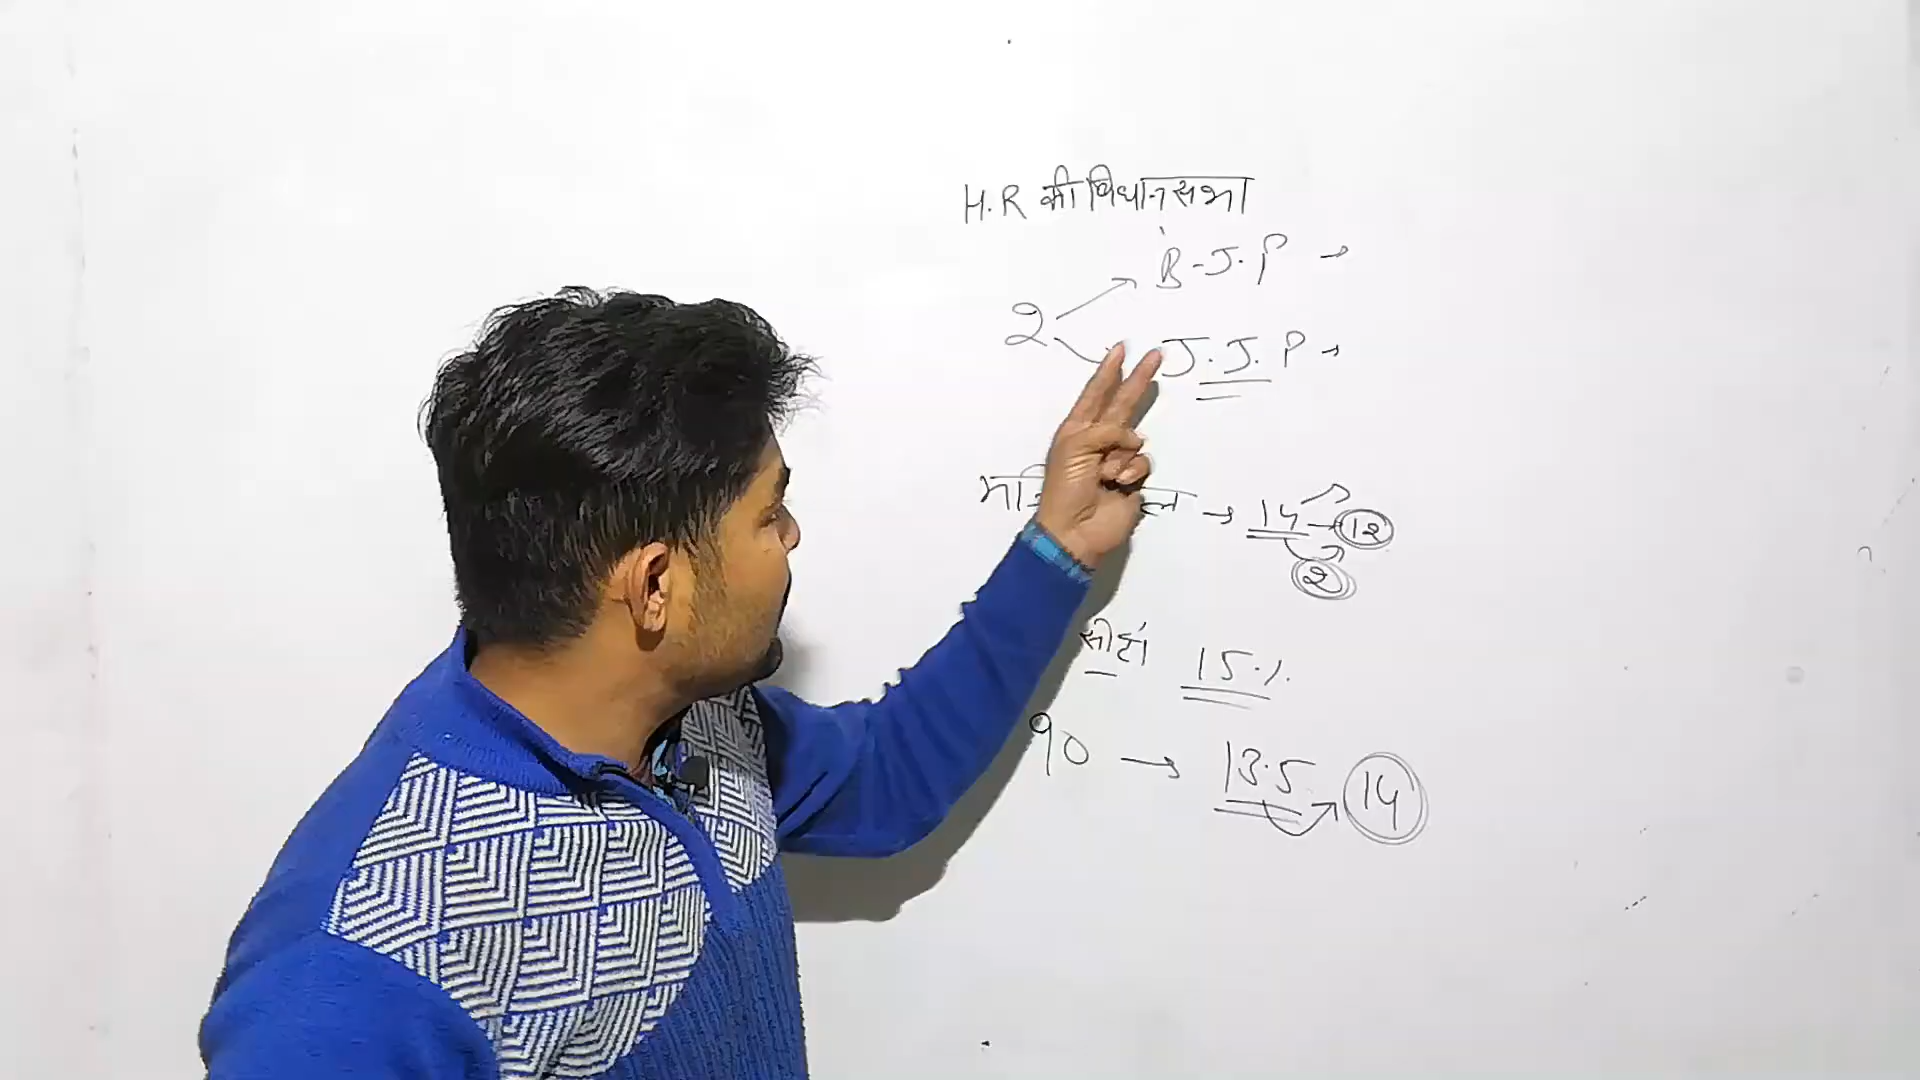 H.R की विधानसभा
B-J.P →
2
J.J.P →
→ 14 → 12
2
सीटों 15%
90 → 13.5 → 14